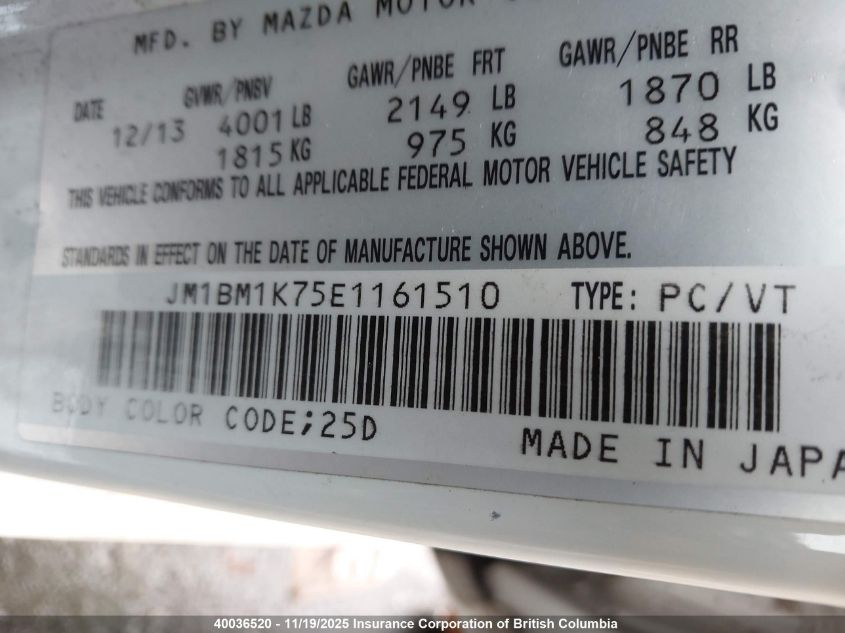 MFD. BY MAZDA MOTOR
DATE GVWR/PNBV GAWR/PNBE FRT GAWR/PNBE RR
12/13 4001 LB 2149 LB 1870 LB
1815 KG 975 KG 848 KG
THIS VEHICLE CONFORMS TO ALL APPLICABLE FEDERAL MOTOR VEHICLE SAFETY
STANDARDS IN EFFECT ON THE DATE OF MANUFACTURE SHOWN ABOVE.
JM1BM1K75E1161510 TYPE: PC/VT
BODY COLOR CODE;25D
MADE IN JAPA
40036520 - 11/19/2025 Insurance Corporation of British Columbia